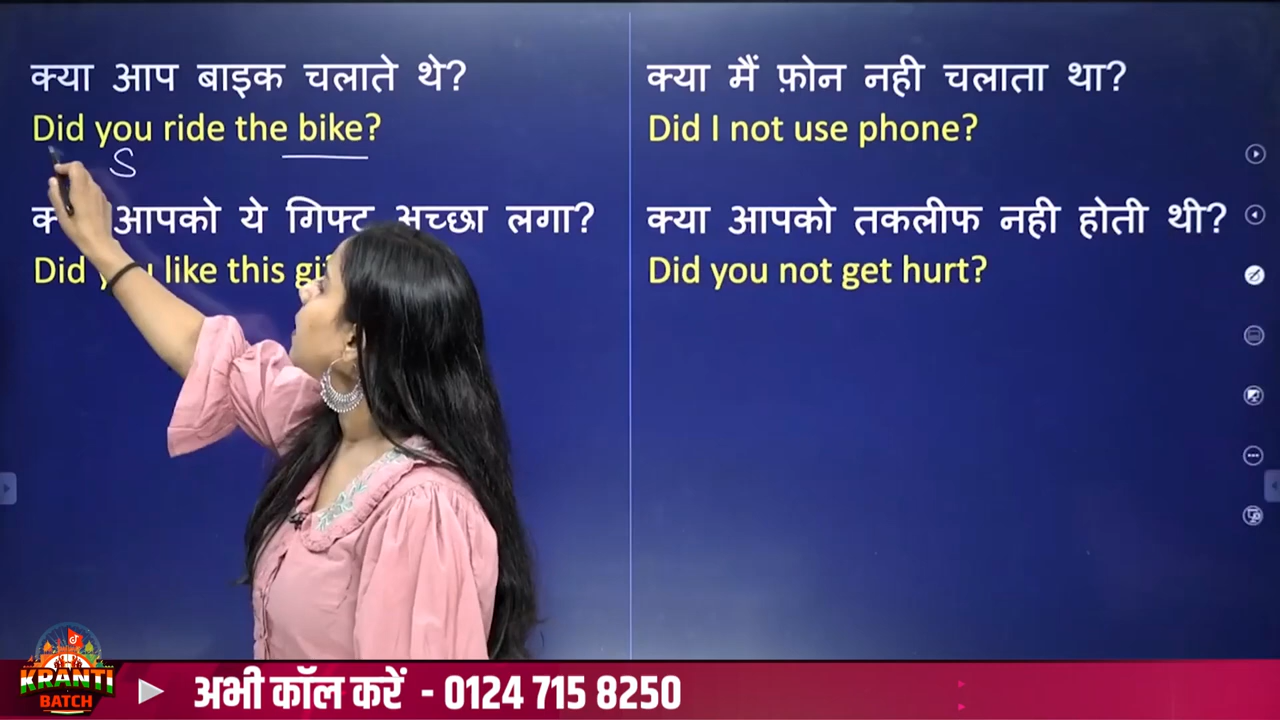 क्या आप बाइक चलाते थे?
Did you ride the bike?
S
आपको ये गिफ्ट अच्छा लगा?
Did you like this
क्या मैं फ़ोन नही चलाता था?
Did I not use phone?
क्या आपको तकलीफ नही होती थी?
Did you not get hurt?
KRANTI
BATCH
अभी कॉल करें - 0124 715 8250